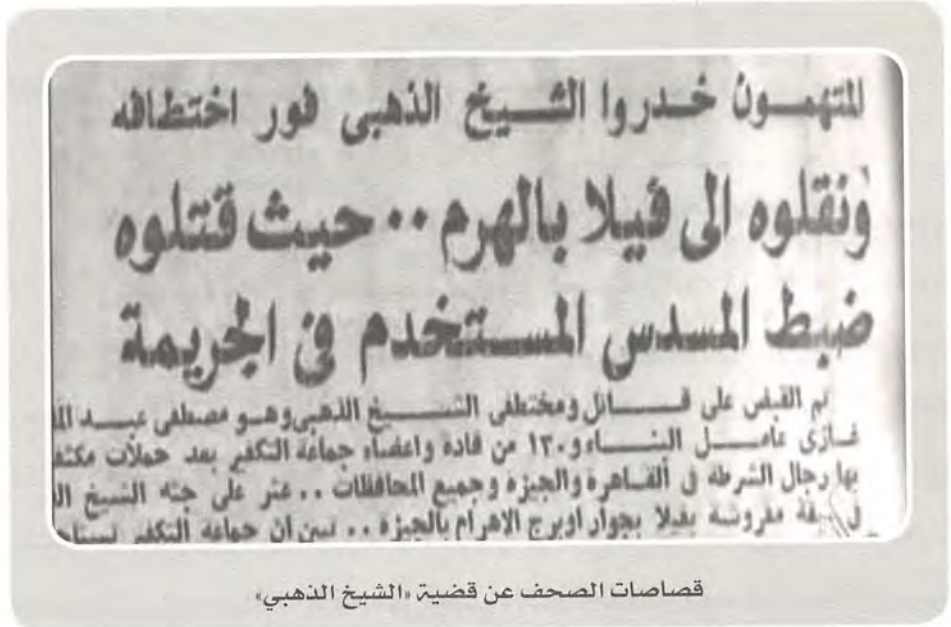 المتهمون خدروا الشيخ الذهبى فور اختطافه
ونقلوه الى فيلا بالهرم .. حيث قتلوه
ضبط المسدس المستخدم فى الجريمة
تم القبض على قاتل ومختطفى الشيخ الذهبى وهو مصطفى عبد
غازى عامل البناء و١٣٠ من قادة واعضاء جماعة التكفير بعد حملات
بها رجال الشرطة فى القاهرة والجيزة وجميع المحافظات .. عثر على جثة الشيخ
مفروشة بفيلا بجوار اوبرج الاهرام بالجيزة .. تبين ان جماعة التكفير
قصاصات الصحف عن قضية «الشيخ الذهبي»